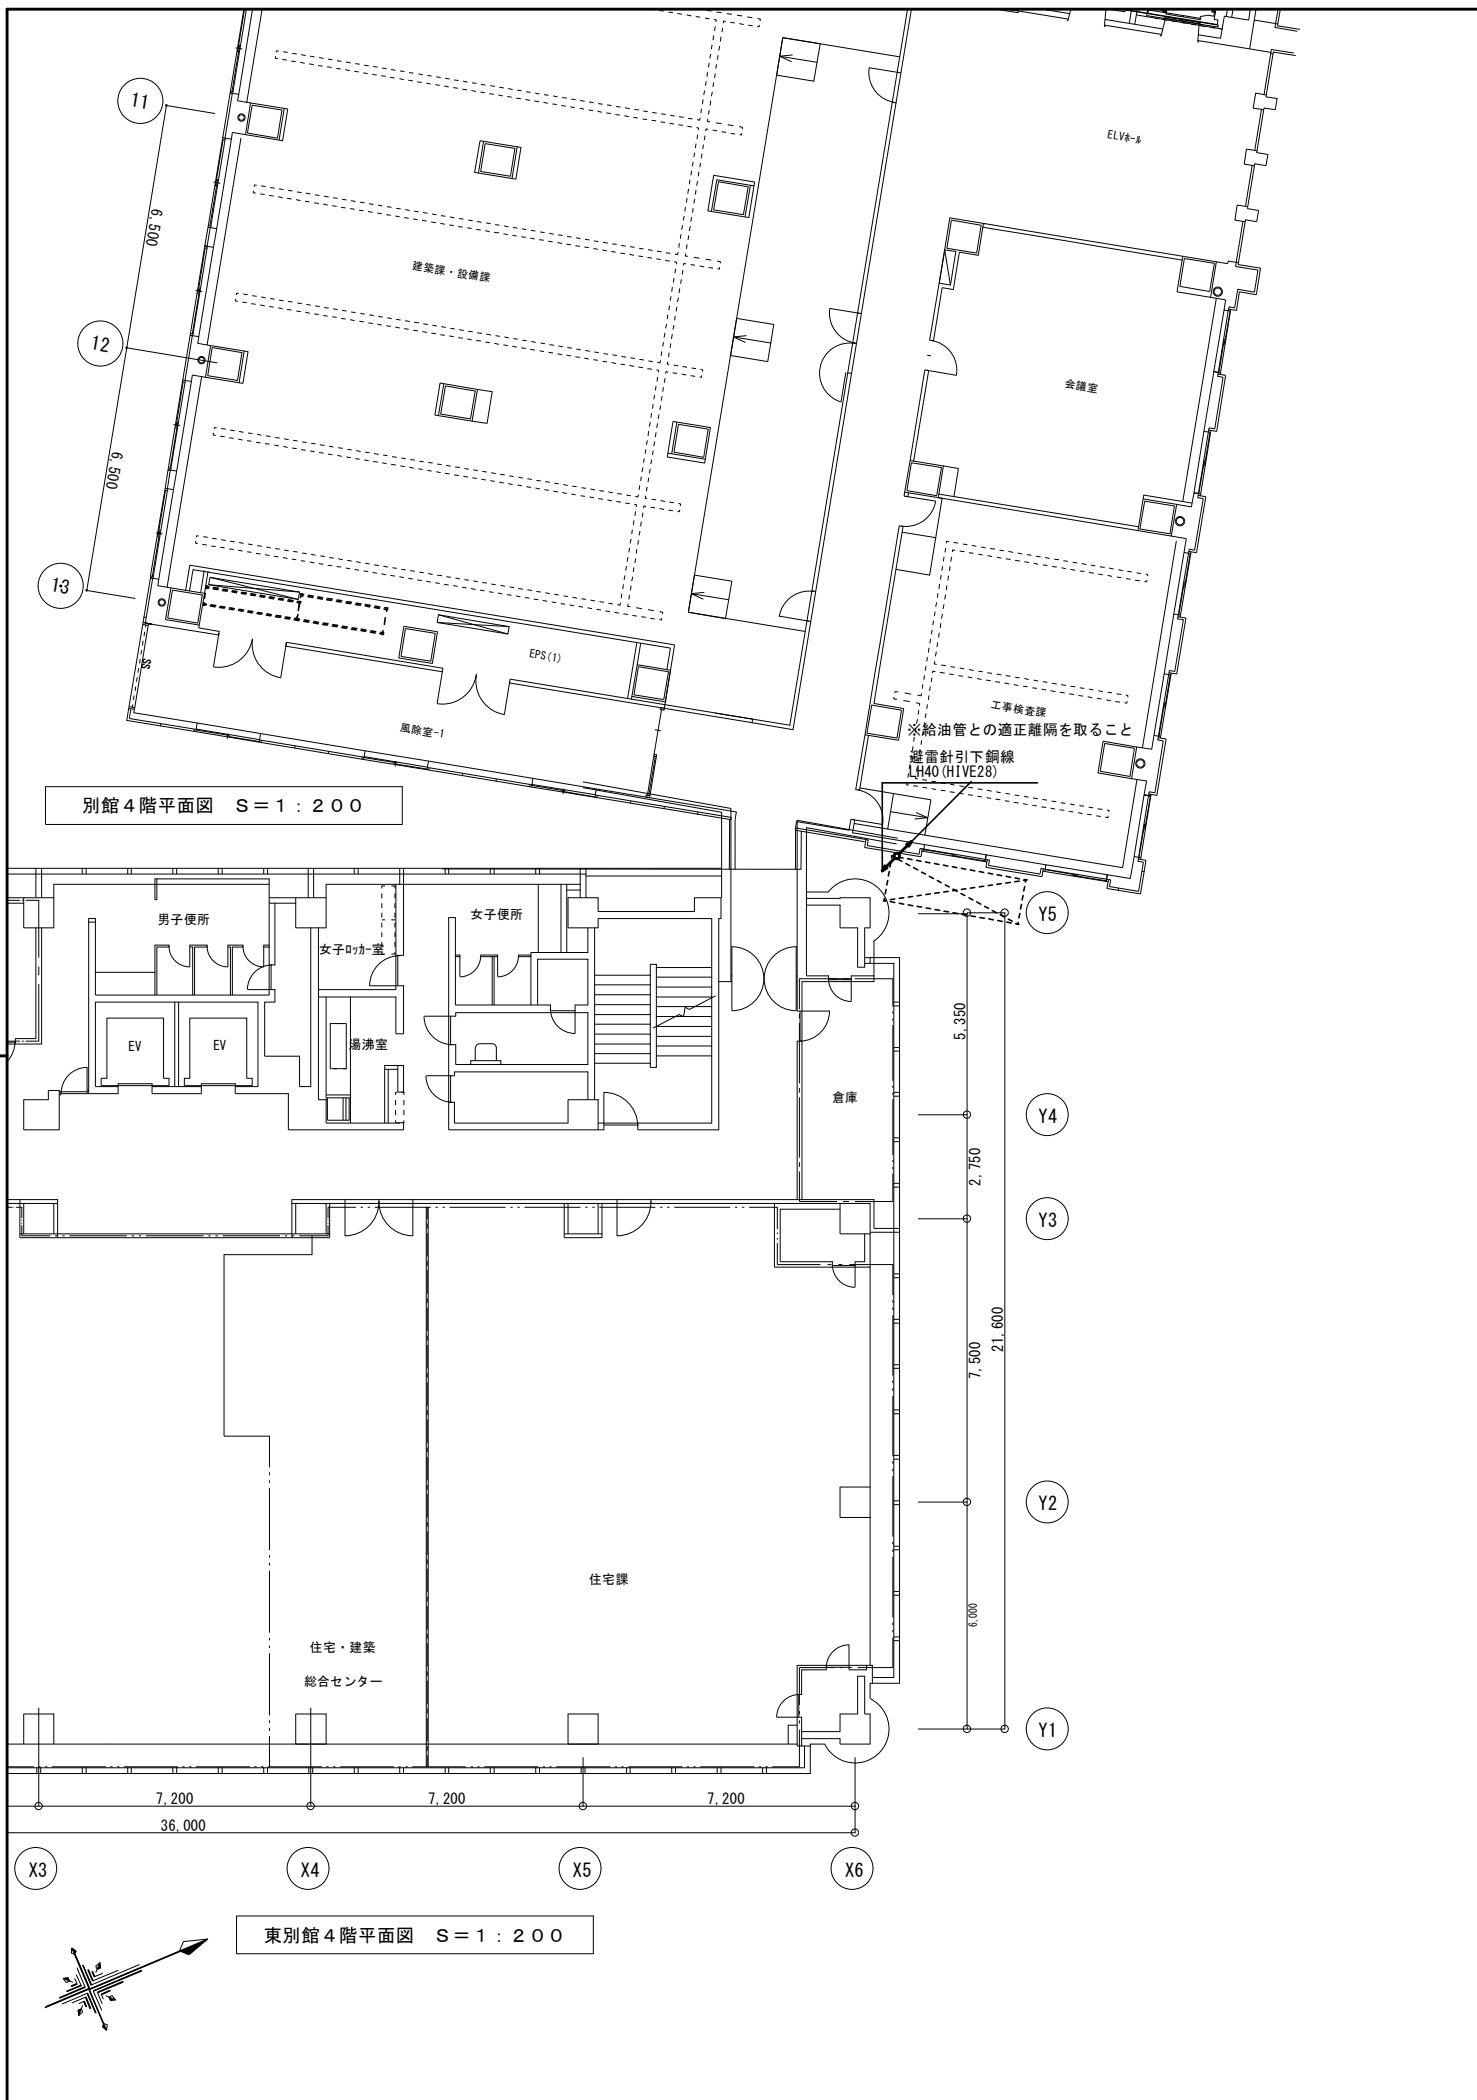 11
ELVホール
6,500
建築課・設備課
12
会議室
6,500
13
EPS(1)
SS
風除室-1
工事検査課
※給油管との適正離隔を取ること
避雷針引下銅線
LH40(HIVE28)
別館４階平面図 Ｓ＝１：２００
男子便所
女子便所
女子ロッカー室
Y5
EV
EV
湯沸室
5,350
倉庫
Y4
2,750
Y3
21,600
7,500
Y2
住宅課
6,000
住宅・建築
総合センター
Y1
7,200
7,200
7,200
36,000
X3
X4
X5
X6
東別館４階平面図 Ｓ＝１：２００